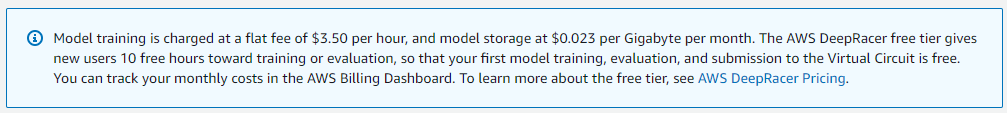 Model training is charged at a flat fee of $3.50 per hour, and model storage at $0.023 per Gigabyte per month. The AWS DeepRacer free tier gives
new users 10 free hours toward training or evaluation, so that your first model training, evaluation, and submission to the Virtual Circuit is free.
You can track your monthly costs in the AWS Billing Dashboard. To learn more about the free tier, see AWS DeepRacer Pricing.